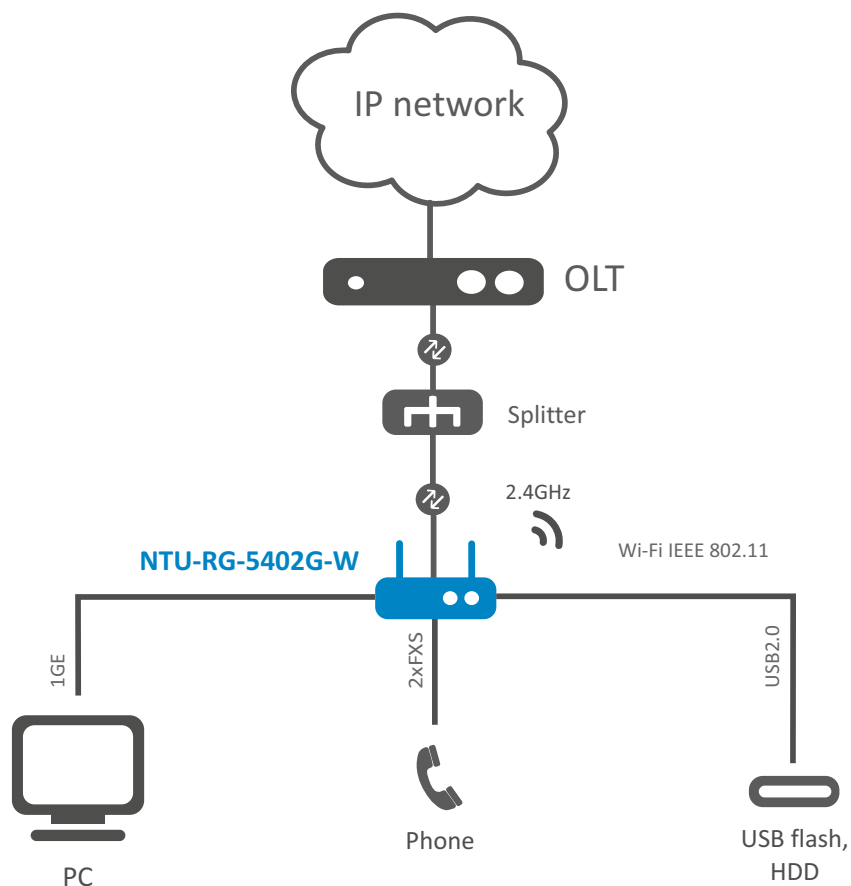 IP network
OLT
Splitter
2.4GHz
Wi-Fi IEEE 802.11
NTU-RG-5402G-W
1GE
2xFXS
USB2.0
PC
Phone
USB flash,
HDD